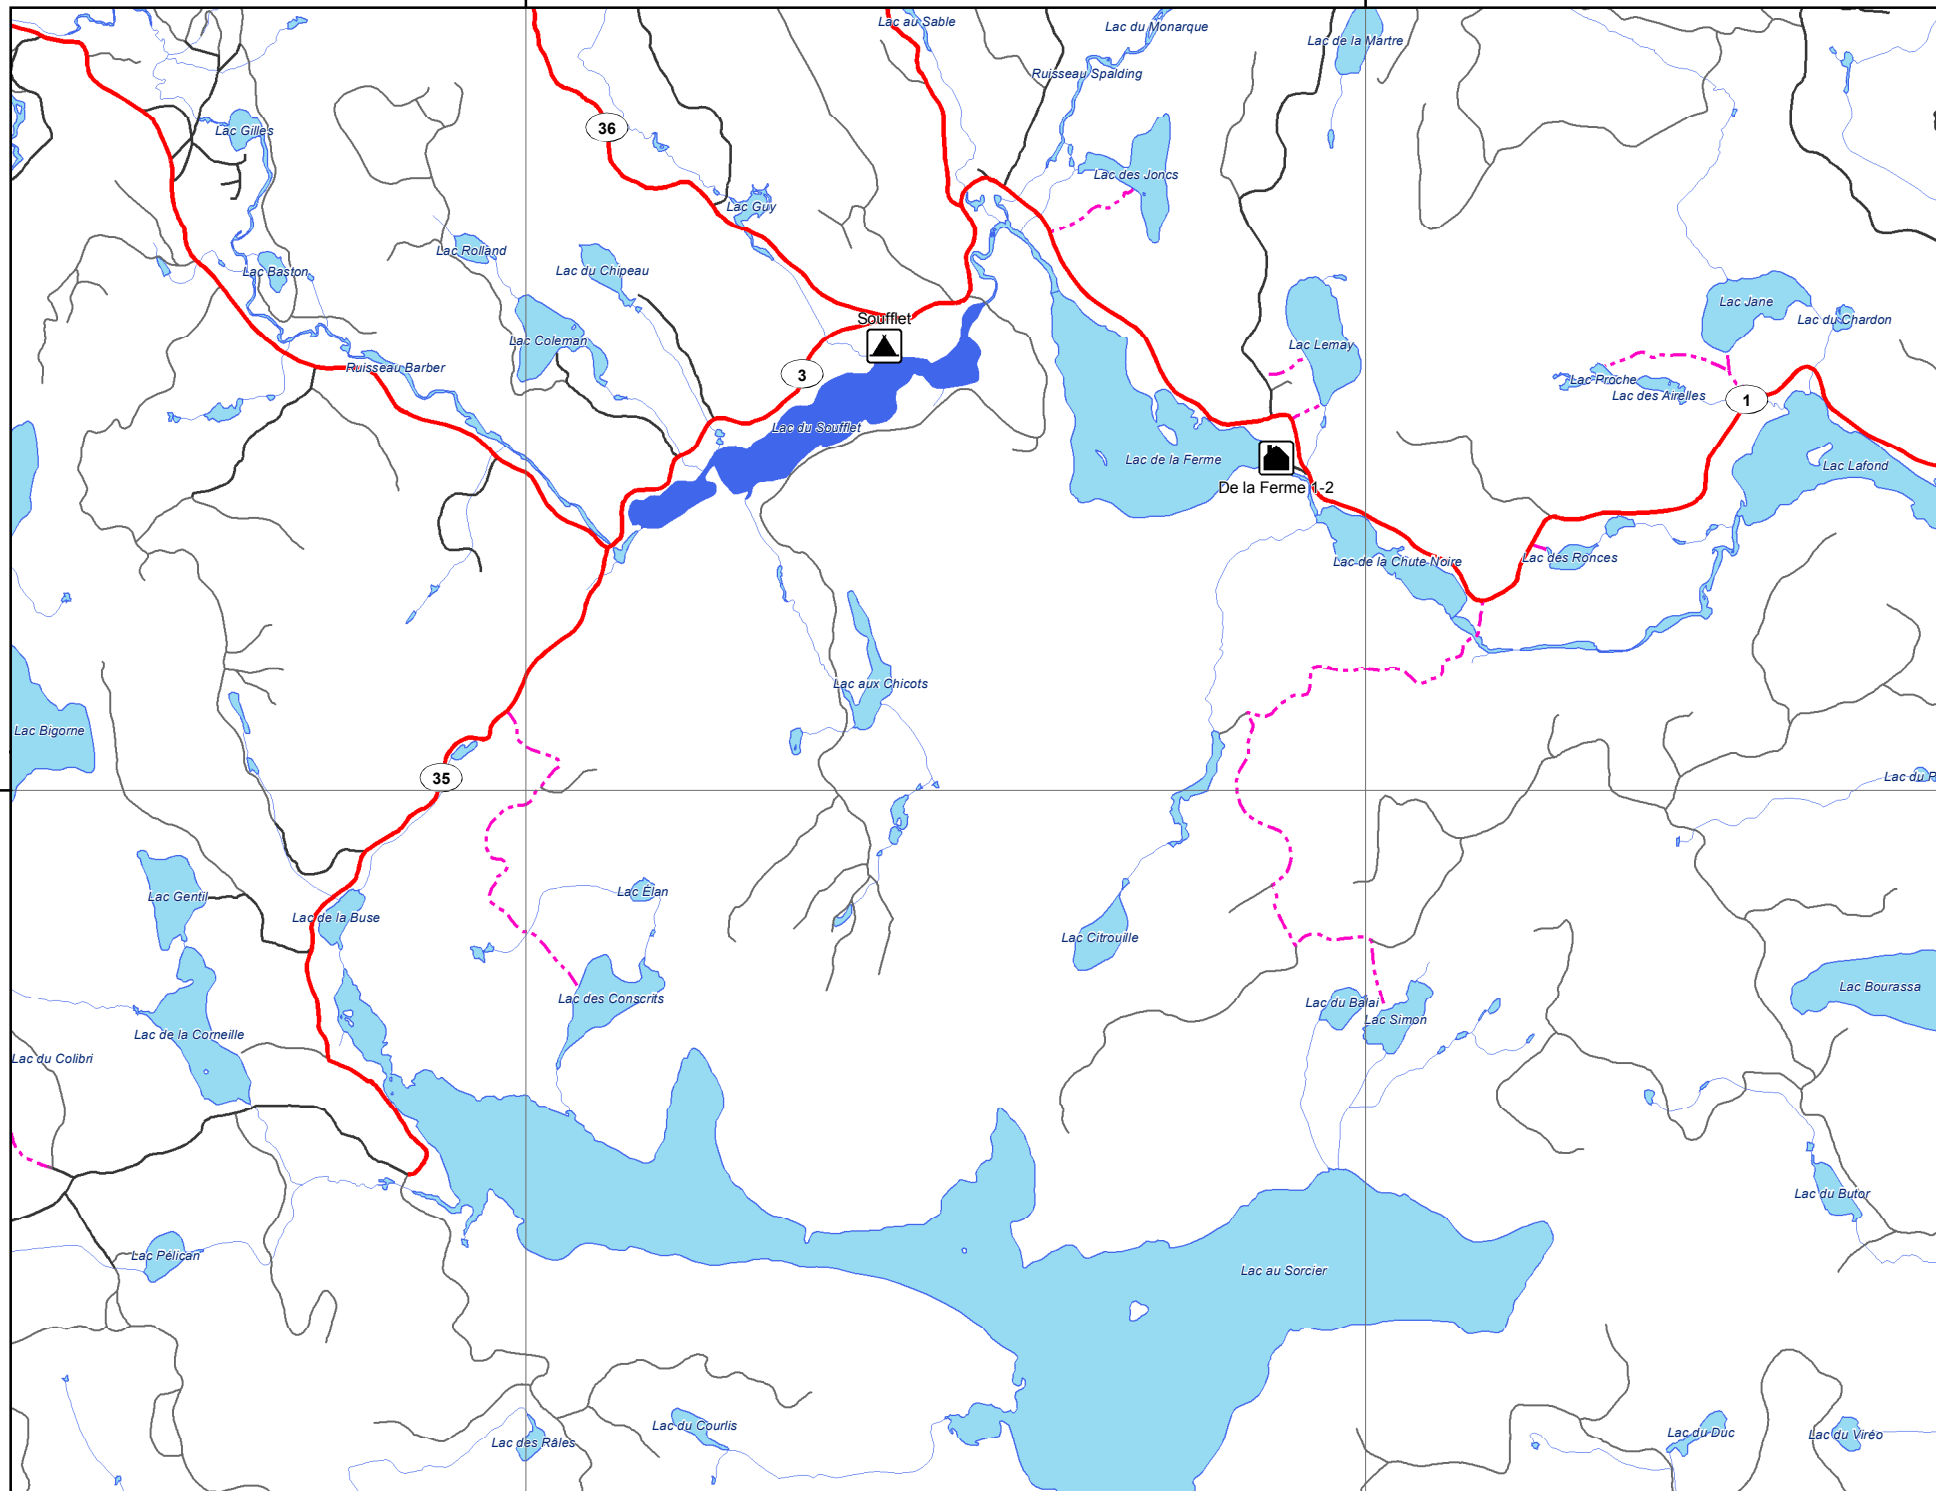 Lac au Sable
Lac du Monarque
Lac de la Martre
Ruisseau Spalding
36
Lac Gilles
Lac des Joncs
Lac Guy
Lac Rolland
Lac Baston
Lac du Chipeau
Lac Jane
Lac du Chardon
Soufflet
Lac Coleman
Lac Lemay
Ruisseau Barber
3
Lac Proche
Lac des Airelles
1
Lac du Soufflet
Lac de la Ferme
Lac Lafond
De la Ferme 1-2
Lac de la Chute Noire
Lac des Ronces
Lac aux Chicots
Lac Bigorne
35
Lac du P
Lac Gentil
Lac Élan
Lac de la Buse
Lac Citrouille
Lac des Conscrits
Lac du Balai
Lac Bourassa
Lac Simon
Lac de la Corneille
Lac du Colibri
Lac du Butor
Lac Pélican
Lac au Sorcier
Lac du Courlis
Lac des Râles
Lac du Duc
Lac du Viréo